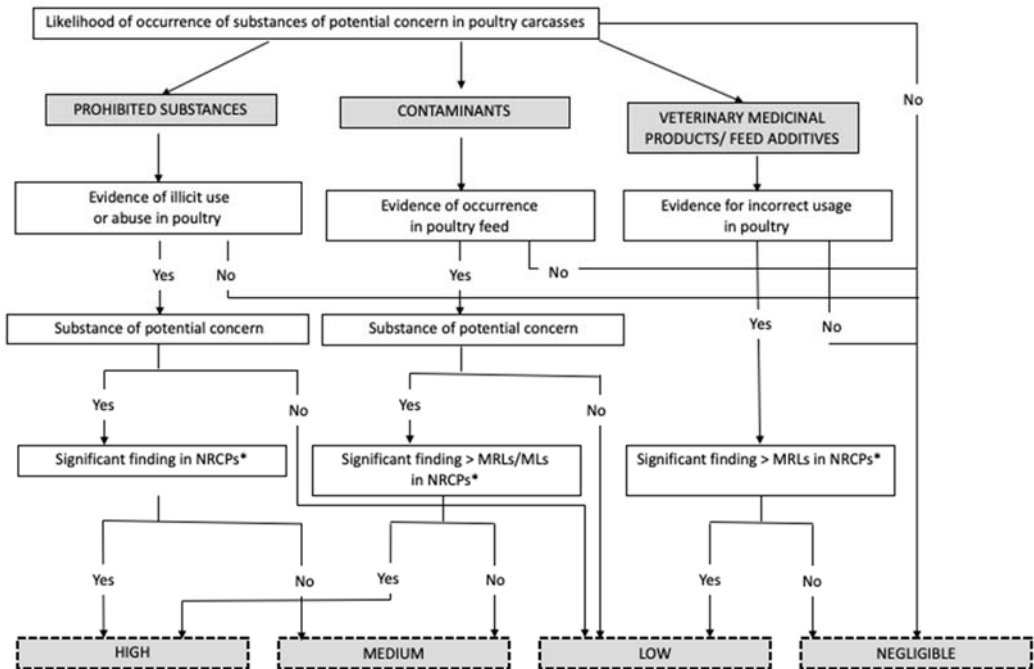 Likelihood of occurrence of substances of potential concern in poultry carcasses
No
PROHIBITED SUBSTANCES
CONTAMINANTS
VETERINARY MEDICINAL
PRODUCTS/ FEED ADDITIVES
Evidence of illicit use
or abuse in poultry
Evidence of occurrence
in poultry feed
Evidence for incorrect usage
in poultry
Yes
No
Yes
No
Yes
No
Substance of potential concern
Substance of potential concern
Yes
No
Yes
No
Significant finding in NRCPs*
Significant finding > MRLs/MLs
in NRCPs*
Significant finding > MRLs in NRCPs*
Yes
No
Yes
No
Yes
No
HIGH
MEDIUM
LOW
NEGLIGIBLE